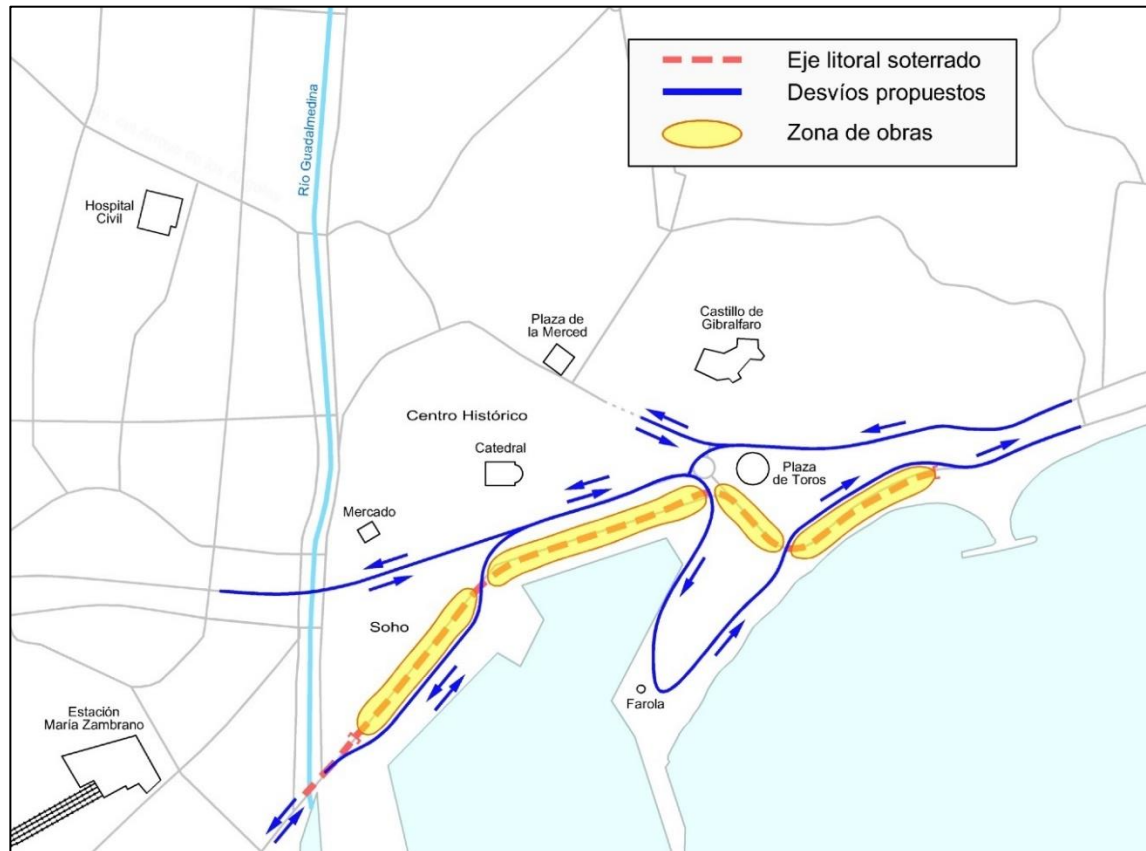 Eje litoral soterrado
Desvíos propuestos
Zona de obras
Río Guadalmedina
Hospital
Civil
Plaza de
la Merced
Castillo de
Gibralfaro
Centro Histórico
Catedral
Plaza
de Toros
Mercado
Soho
Farola
Estación
María Zambrano